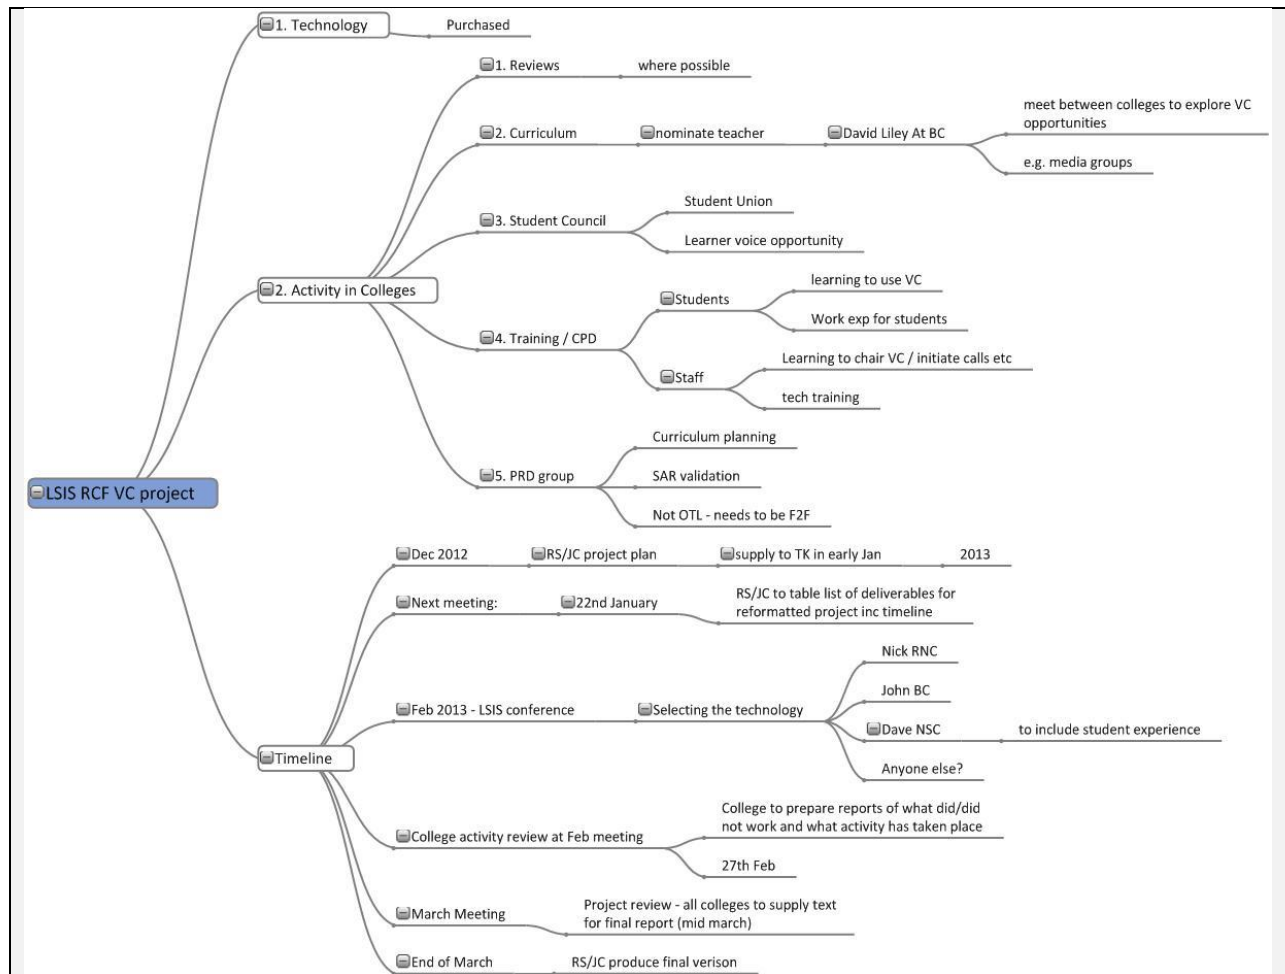 1. Technology
Purchased
1. Reviews
where possible
2. Curriculum
nominate teacher
David Liley At BC
meet between colleges to explore VC
opportunities
e.g. media groups
3. Student Council
Student Union
Learner voice opportunity
2. Activity in Colleges
4. Training / CPD
Students
learning to use VC
Work exp for students
Staff
Learning to chair VC / initiate calls etc
tech training
5. PRD group
Curriculum planning
SAR validation
Not OTL - needs to be F2F
LSIS RCF VC project
Dec 2012
RS/JC project plan
supply to TK in early Jan
2013
Next meeting:
22nd January
RS/JC to table list of deliverables for
reformatted project inc timeline
Feb 2013 - LSIS conference
Selecting the technology
Nick RNC
John BC
Dave NSC
to include student experience
Anyone else?
Timeline
College activity review at Feb meeting
College to prepare reports of what did/did
not work and what activity has taken place
27th Feb
March Meeting
Project review - all colleges to supply text
for final report (mid march)
End of March
RS/JC produce final verison